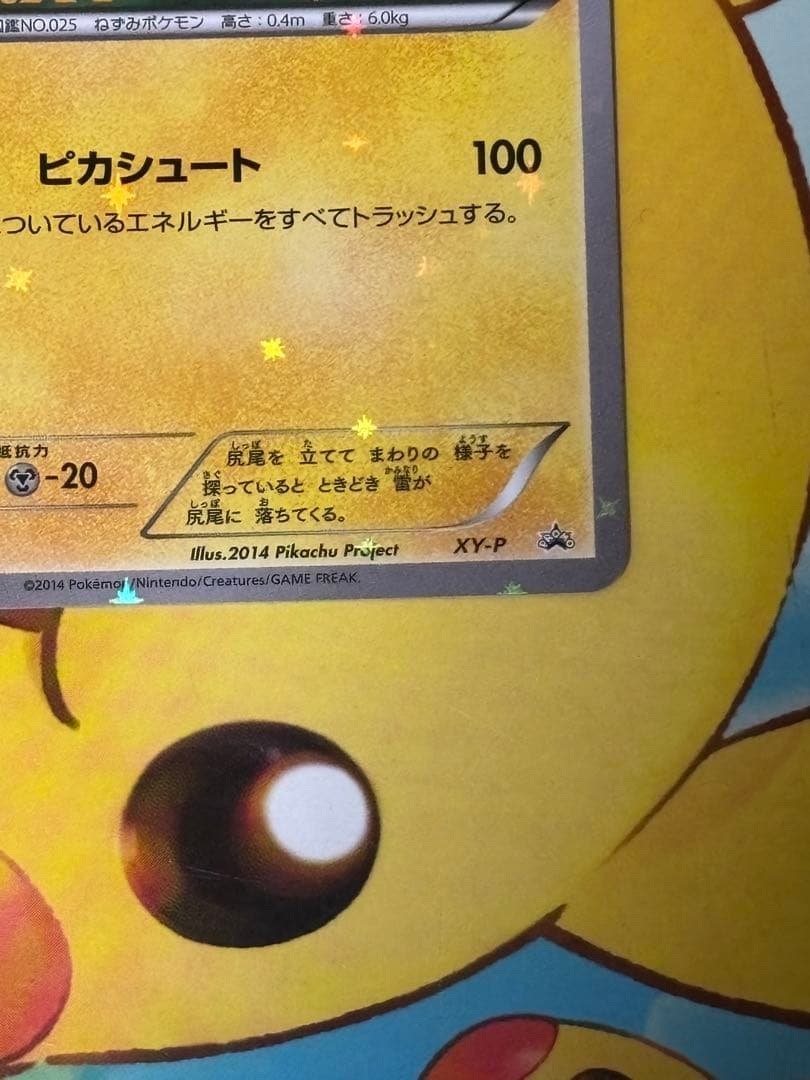 鑑NO.025 ねずみポケモン 高さ:0.4m 重さ:6.0kg
ピカシュート 100
ついているエネルギーをすべてトラッシュする。
抵抗力
-20
尻尾を 立てて まわりの 様子を
探っていると ときどき 雷が
尻尾に 落ちてくる。
Illus.2014 Pikachu Project XY-P
©2014 Pokémon/Nintendo/Creatures/GAME FREAK.